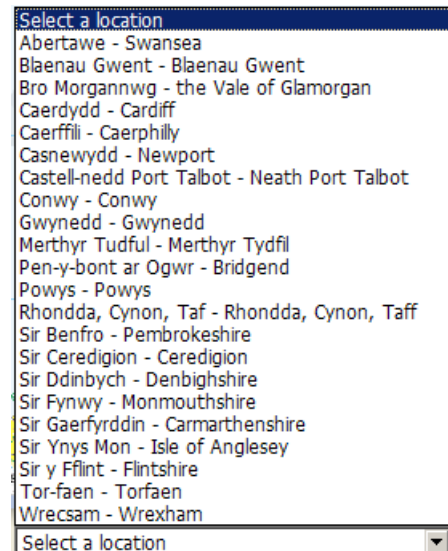 Select a location
Abertawe - Swansea
Blaenau Gwent - Blaenau Gwent
Bro Morgannwg - the Vale of Glamorgan
Caerdydd - Cardiff
Caerffili - Caerphilly
Casnewydd - Newport
Castell-nedd Port Talbot - Neath Port Talbot
Conwy - Conwy
Gwynedd - Gwynedd
Merthyr Tudful - Merthyr Tydfil
Pen-y-bont ar Ogwr - Bridgend
Powys - Powys
Rhondda, Cynon, Taf - Rhondda, Cynon, Taff
Sir Benfro - Pembrokeshire
Sir Ceredigion - Ceredigion
Sir Ddinbych - Denbighshire
Sir Fynwy - Monmouthshire
Sir Gaerfyrddin - Carmarthenshire
Sir Ynys Mon - Isle of Anglesey
Sir y Fflint - Flintshire
Tor-faen - Torfaen
Wrecsam - Wrexham
Select a location